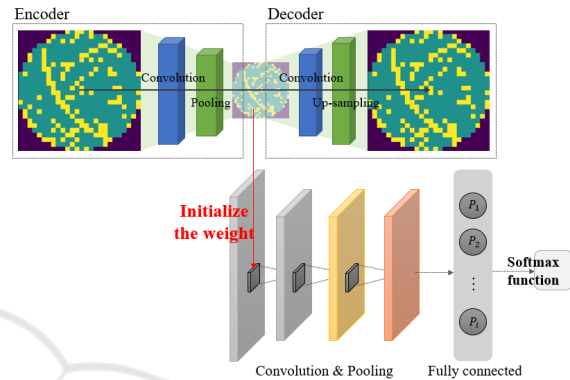 Encoder
Decoder
Convolution
Pooling
Convolution
Up-sampling
Initialize
the weight
P1
P2
⋮
Pi
Softmax
function
Convolution & Pooling
Fully connected